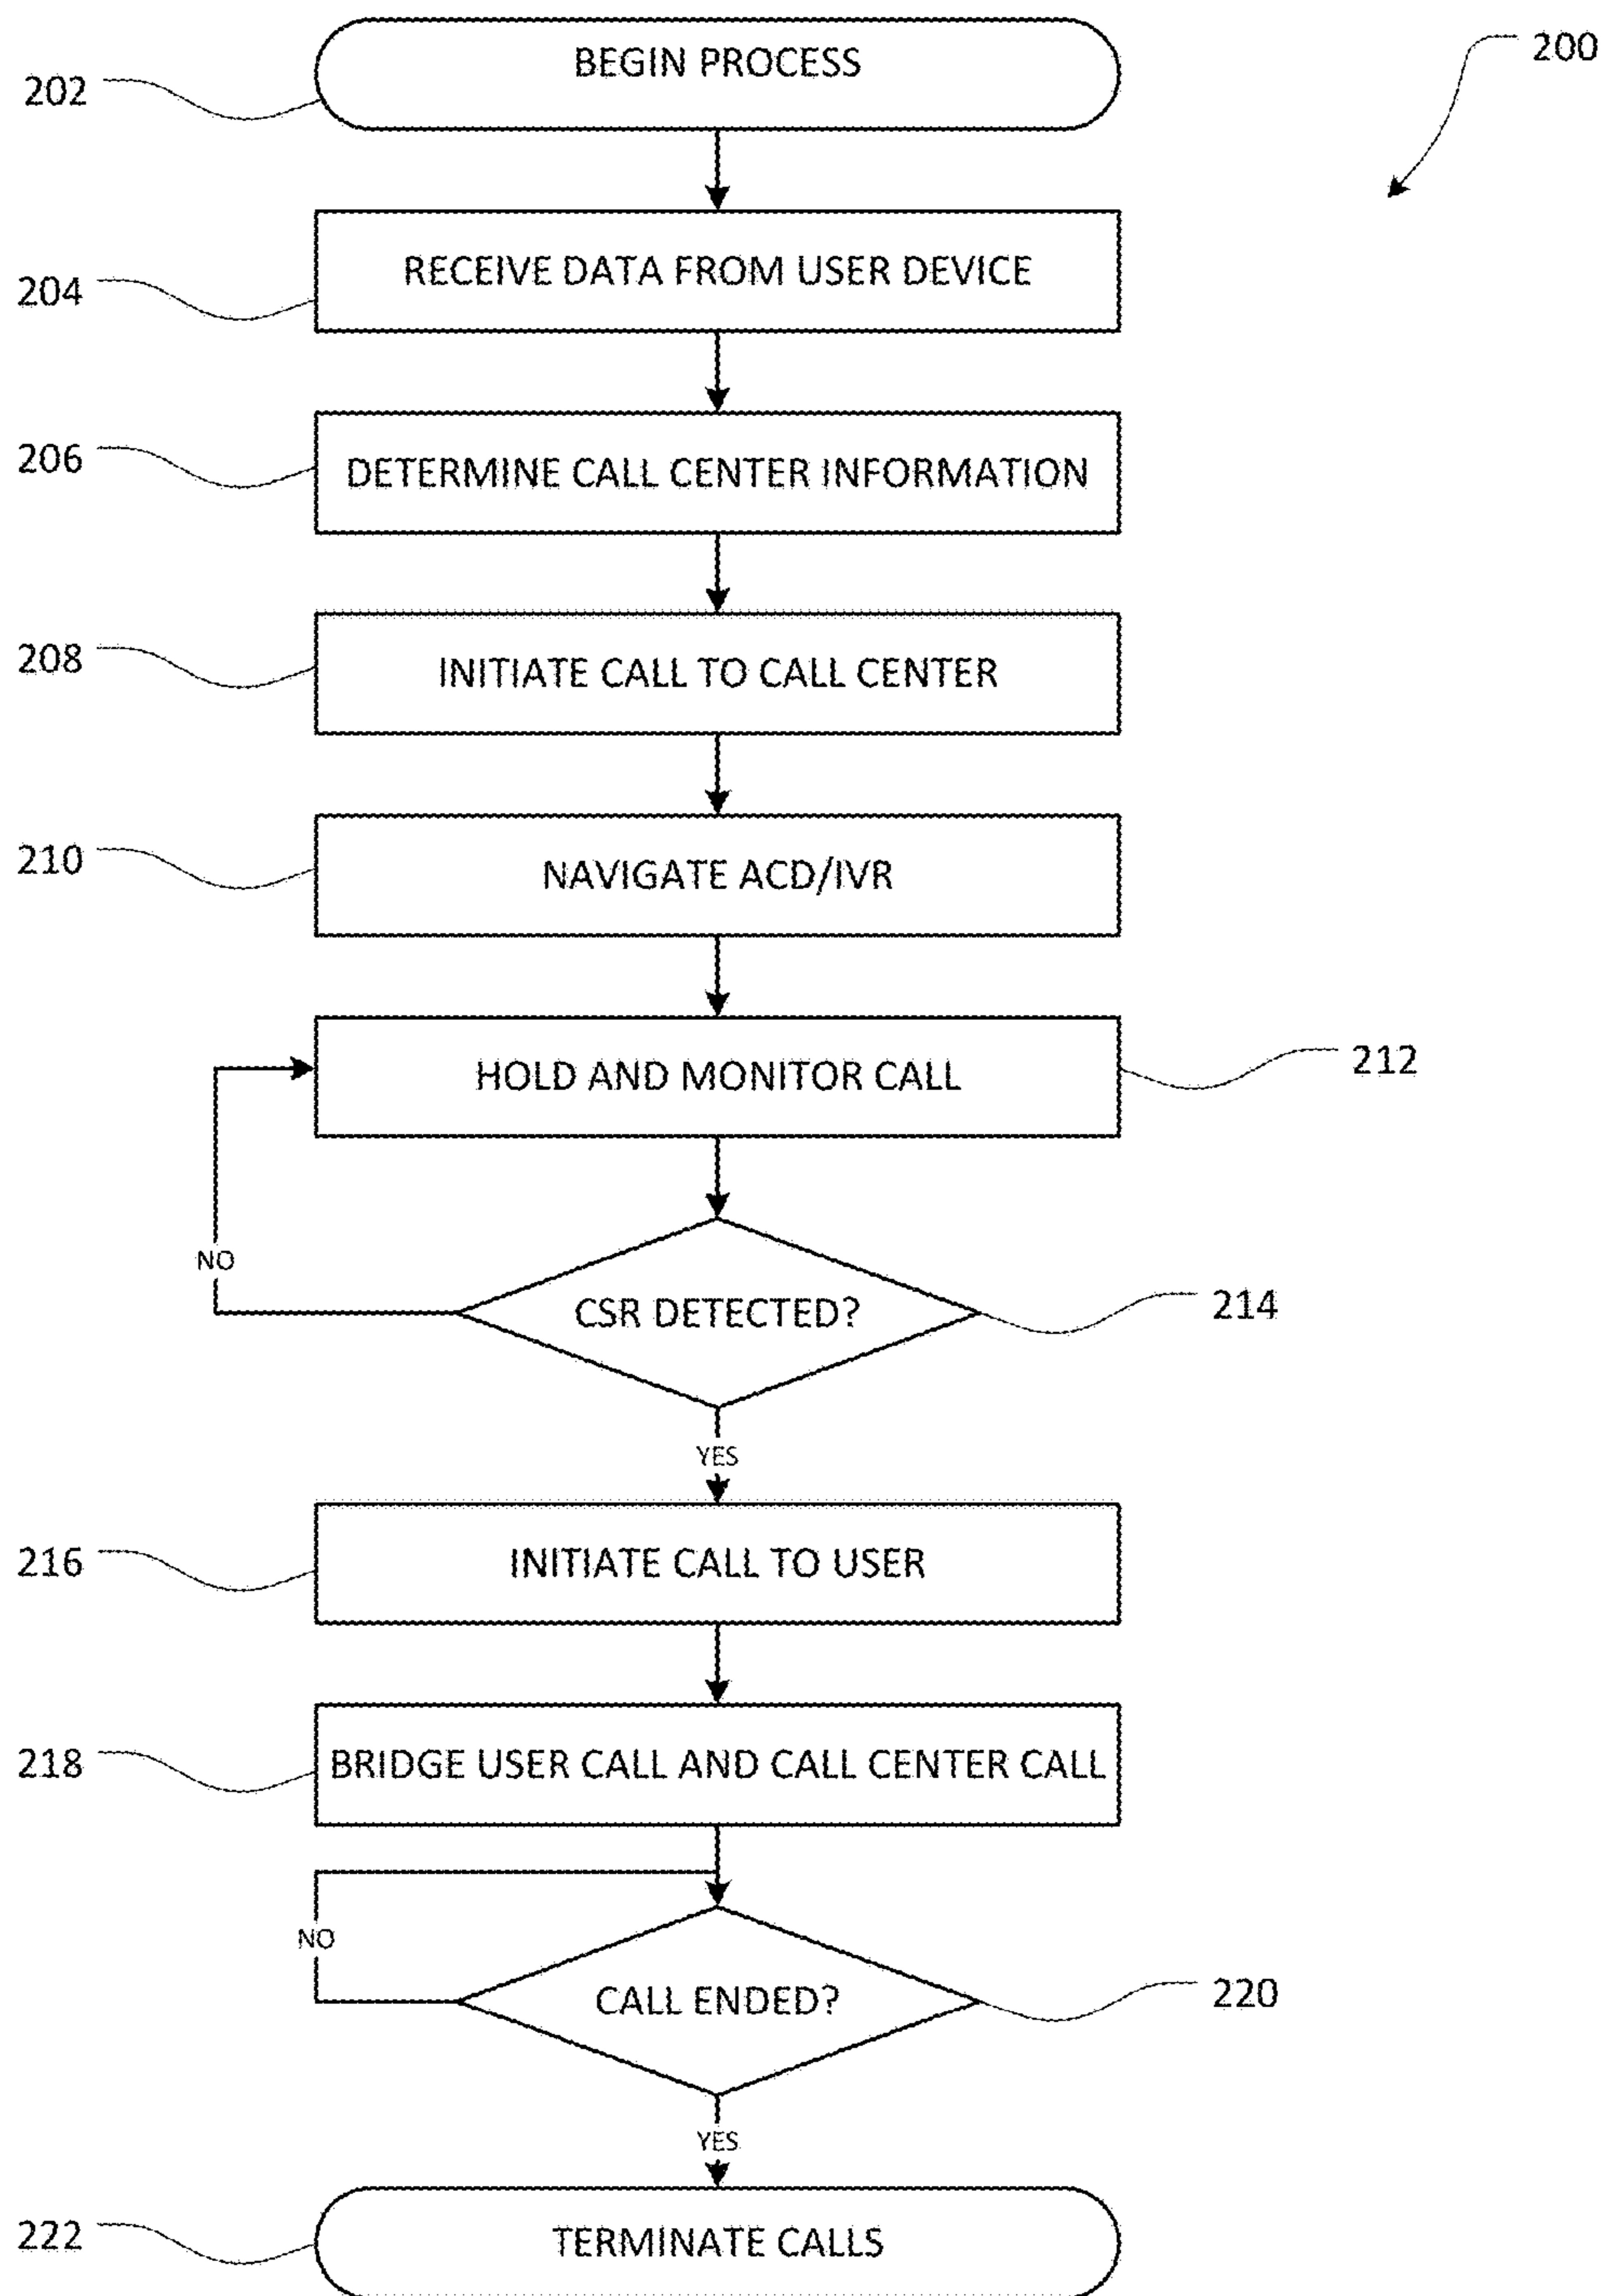 BEGIN PROCESS
200
202
RECEIVE DATA FROM USER DEVICE
204
DETERMINE CALL CENTER INFORMATION
206
INITIATE CALL TO CALL CENTER
208
NAVIGATE ACD/IVR
210
HOLD AND MONITOR CALL
212
NO
CSR DETECTED?
214
YES
INITIATE CALL TO USER
216
BRIDGE USER CALL AND CALL CENTER CALL
218
NO
CALL ENDED?
220
YES
TERMINATE CALLS
222